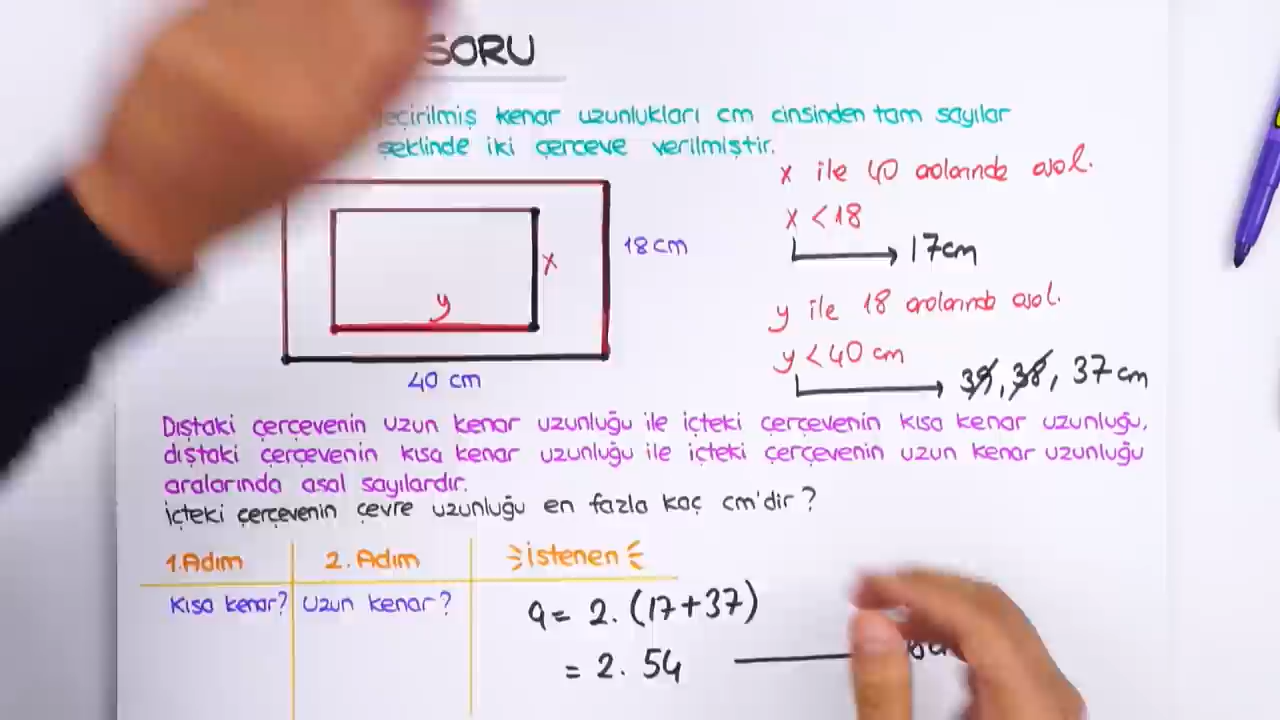 SORU
kenar uzunlukları cm cinsinden tam sayılar
şeklinde iki çerçeve verilmiştir.
x ile 40 aralarında asal.
x < 18
17cm
18 cm
x
y
40 cm
y ile 18 aralarında asal.
y < 40 cm
39, 38, 37 cm
Dıştaki çerçevenin uzun kenar uzunluğu ile içteki çerçevenin kısa kenar uzunluğu,
dıştaki çerçevenin kısa kenar uzunluğu ile içteki çerçevenin uzun kenar uzunluğu
aralarında asal sayılardır.
İçteki çerçevenin çevre uzunluğu en fazla kaç cm'dir?
1.Adım 2. Adım İstenen
Kısa kenar? Uzun kenar?
Ç = 2. (17+37)
= 2. 54